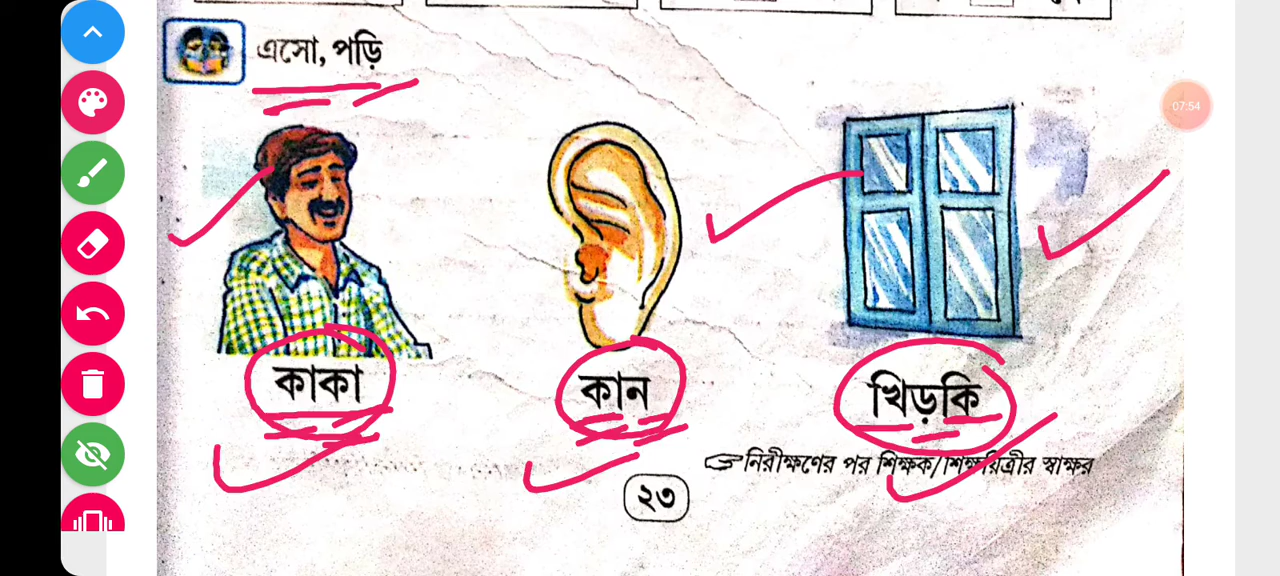 এসো, পড়ি
07:54
কাকা
কান
খিড়কি
নিরীক্ষণের পর শিক্ষক/শিক্ষয়িত্রীর স্বাক্ষর
২৩